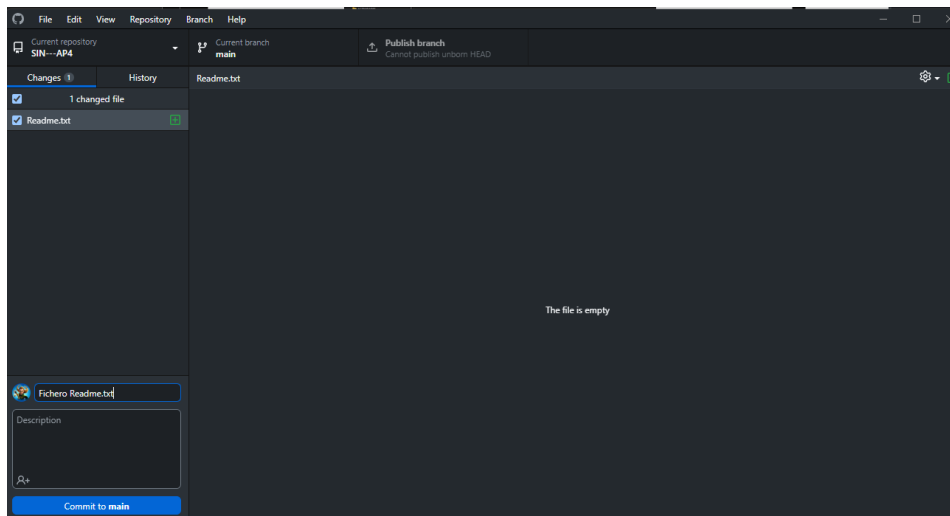 File Edit View Repository Branch Help
Current repository
SIN---AP4
Current branch
main
Publish branch
Cannot publish unborn HEAD
Changes 1 History
Readme.txt
1 changed file
Readme.txt
The file is empty
Fichero Readme.txt
Description
Commit to main